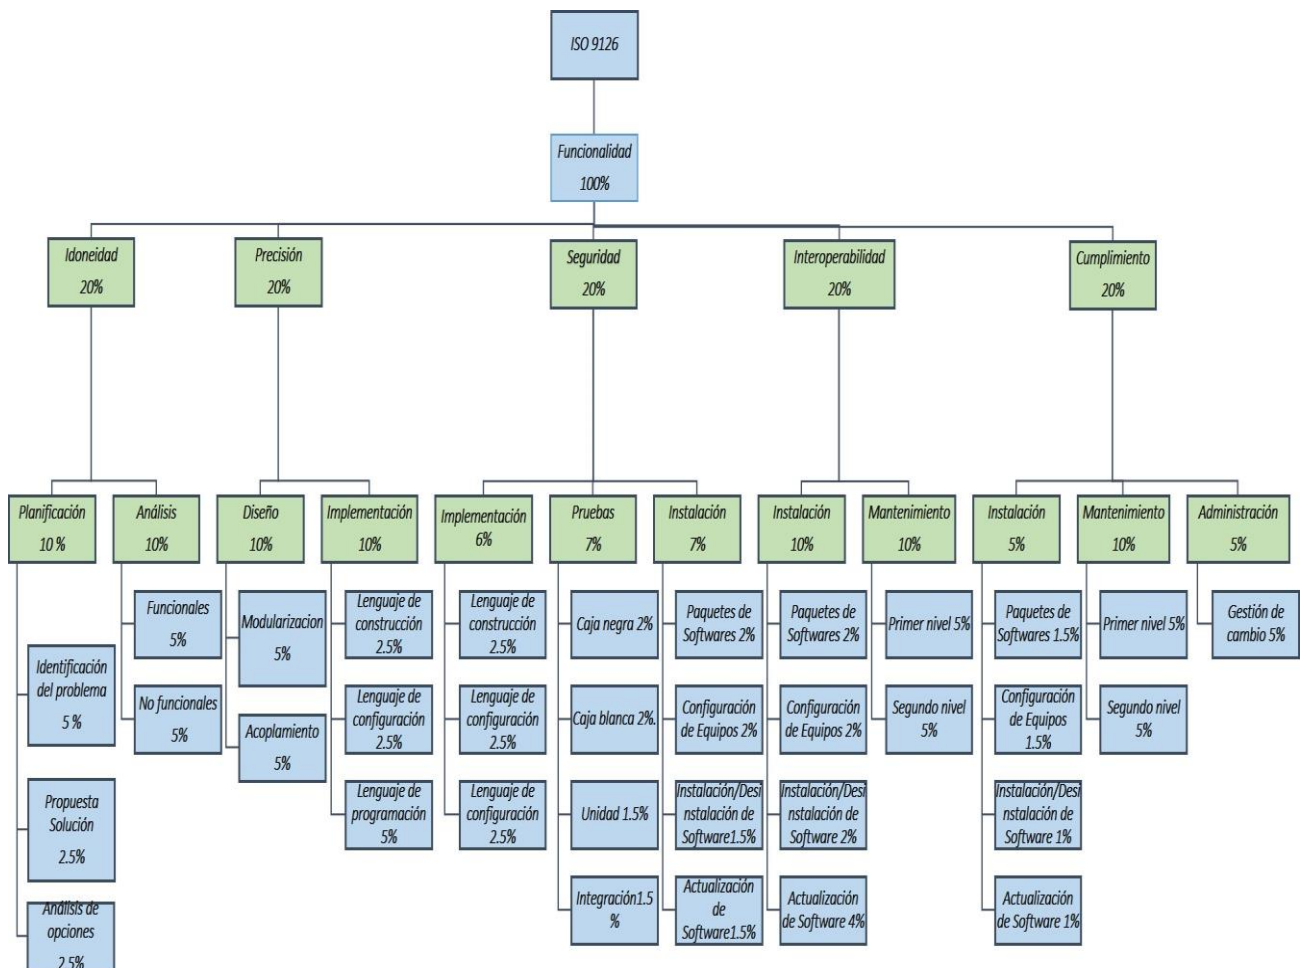 ISO 9126
Funcionalidad
100%
Idoneidad
20%
Precisión
20%
Seguridad
20%
Interoperabilidad
20%
Cumplimiento
20%
Planificación
10 %
Análisis
10%
Diseño
10%
Implementación
10%
Implementación
6%
Pruebas
7%
Instalación
7%
Instalación
10%
Mantenimiento
10%
Instalación
5%
Mantenimiento
10%
Administración
5%
Identificación
del problema
5 %
Propuesta
Solución
2.5%
Análisis de
opciones
2.5%
Funcionales
5%
No funcionales
5%
Modularizacion
5%
Acoplamiento
5%
Lenguaje de
construcción
2.5%
Lenguaje de
configuración
2.5%
Lenguaje de
programación
5%
Lenguaje de
construcción
2.5%
Lenguaje de
configuración
2.5%
Lenguaje de
configuración
2.5%
Caja negra 2%
Caja blanca 2%.
Unidad 1.5%
Integración1.5
%
Paquetes de
Softwares 2%
Configuración
de Equipos 2%
Instalación/Desi
nstalación de
Software1.5%
Actualización
de
Software1.5%
Paquetes de
Softwares 2%
Configuración
de Equipos 2%
Instalación/Desi
nstalación de
Software 2%
Actualización
de Software 4%
Primer nivel 5%
Segundo nivel
5%
Paquetes de
Softwares 1.5%
Configuración
de Equipos
1.5%
Instalación/Desi
nstalación de
Software 1%
Actualización
de Software 1%
Primer nivel 5%
Segundo nivel
5%
Gestión de
cambio 5%